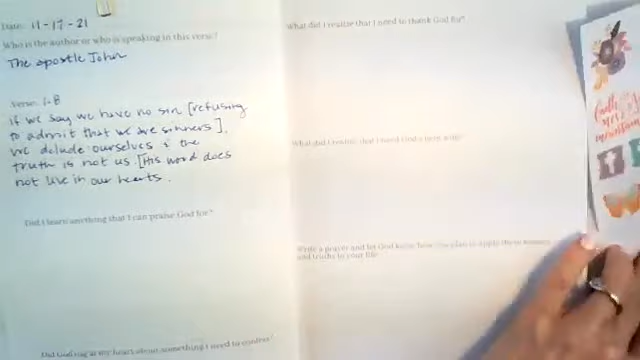 Date: 11-17-21
Who is the author or who is speaking in this verse?
The apostle John
Verse: 1-8
if we say we have no sin [refusing
to admit that we are sinners],
we delude ourselves & the
truth is not us [His word does
not live in our hearts.
Did I learn anything that I can praise God for?
Did God tug at my heart about something I need to confess?
What did I realize that I need to thank God for?
What did I realize that I need God's help with?
Write a prayer and let God know how you plan to apply these lessons
and truths to your life
faith
mountains